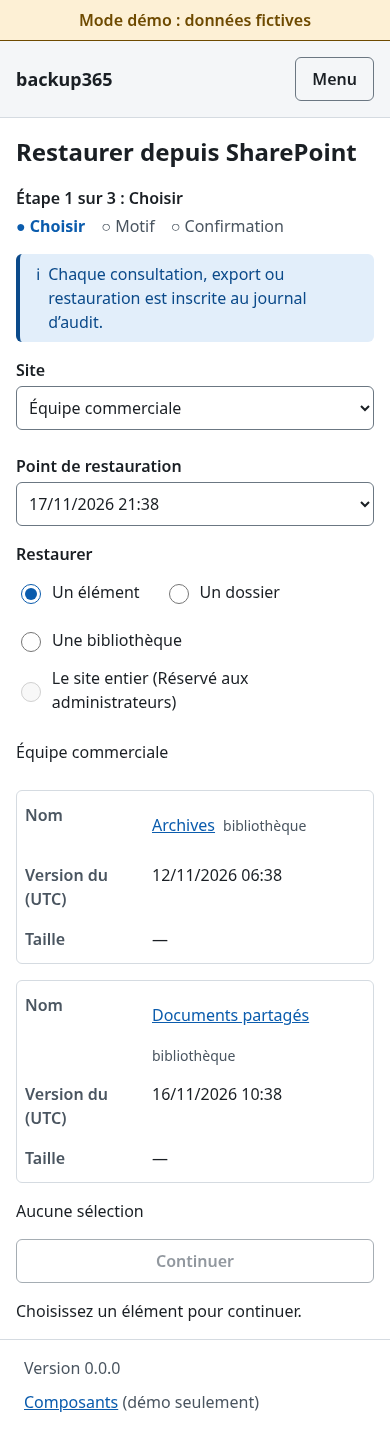 Mode démo : données fictives
backup365
Menu
Restaurer depuis SharePoint
Étape 1 sur 3 : Choisir
● Choisir ○ Motif ○ Confirmation
i Chaque consultation, export ou
restauration est inscrite au journal
d’audit.
Site
Équipe commerciale
Point de restauration
17/11/2026 21:38
Restaurer
Un élément Un dossier
Une bibliothèque
Le site entier (Réservé aux
administrateurs)
Équipe commerciale
Nom Archives bibliothèque
Version du 12/11/2026 06:38
(UTC)
Taille —
Nom Documents partagés
bibliothèque
Version du 16/11/2026 10:38
(UTC)
Taille —
Aucune sélection
Continuer
Choisissez un élément pour continuer.
Version 0.0.0
Composants (démo seulement)